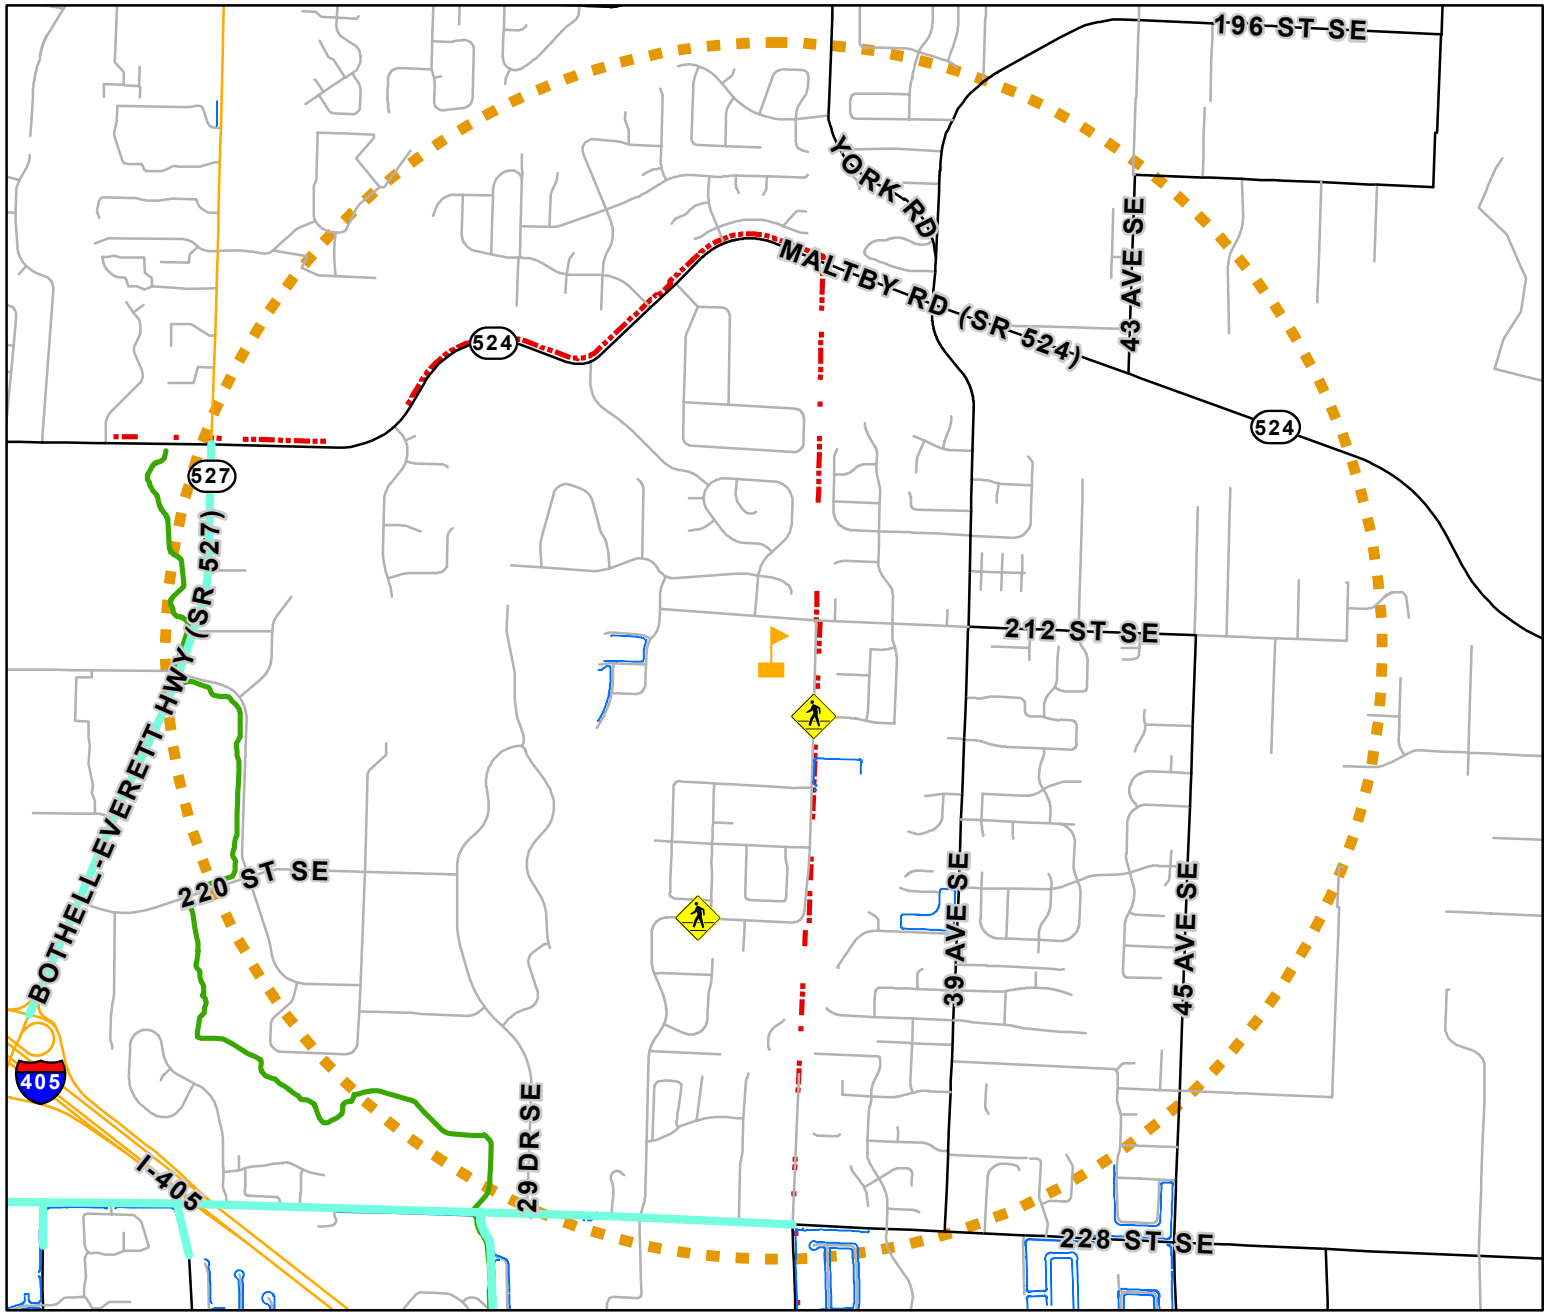 196 ST SE
YORK RD
43 AVE SE
MALTBY RD (SR 524)
524
524
527
BOTHELL-EVERETT HWY (SR 527)
212 ST SE
220 ST SE
39 AVE SE
45 AVE SE
405
I-405
29 DR SE
228 ST SE